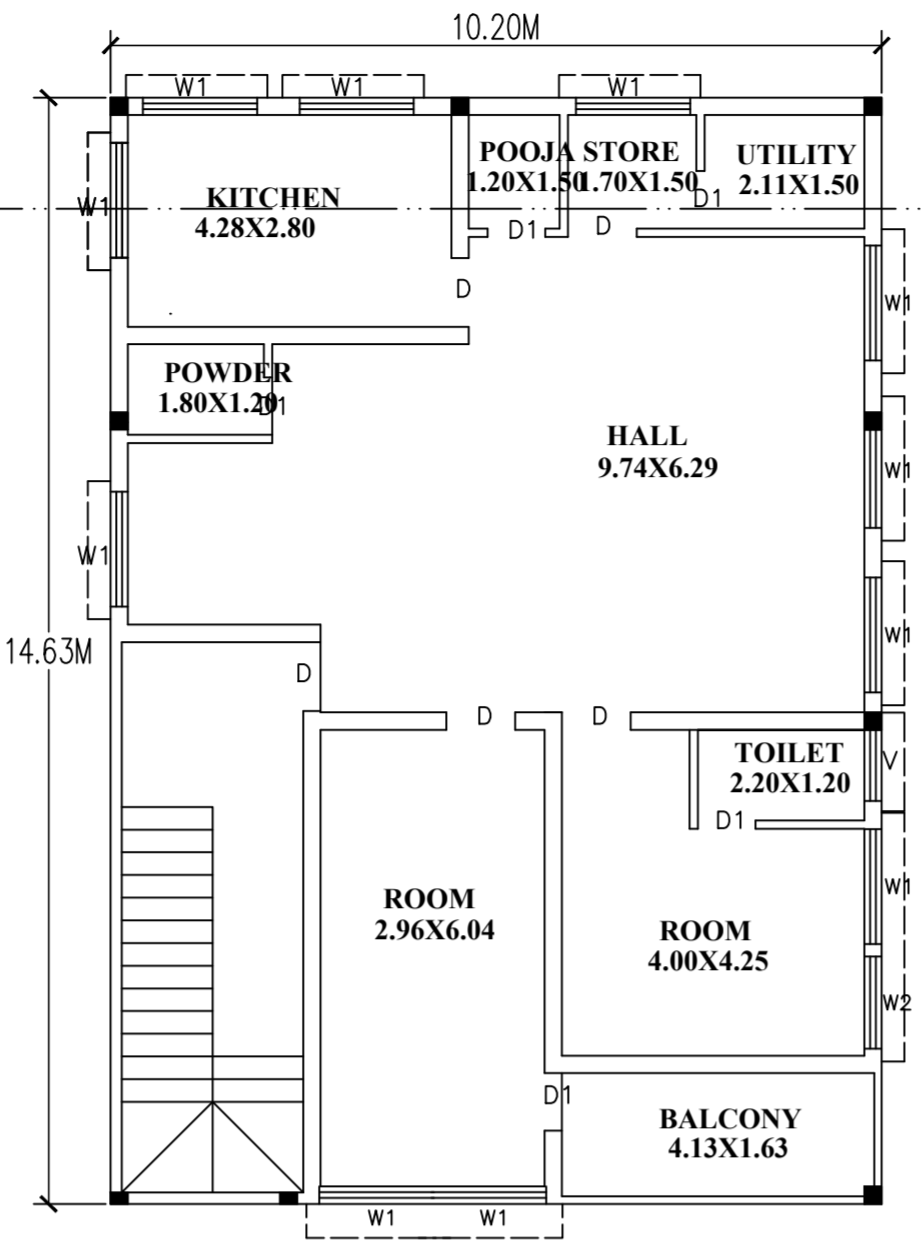 10.20M
W1
W1
W1
POOJA
1.20X1.50
STORE
1.70X1.50
UTILITY
2.11X1.50
D1
KITCHEN
4.28X2.80
W1
D1
D
D
W1
POWDER
1.80X1.20
D1
HALL
9.74X6.29
W1
W1
W1
14.63M
D
D
D
TOILET
2.20X1.20
V
D1
W1
ROOM
2.96X6.04
ROOM
4.00X4.25
W2
D1
BALCONY
4.13X1.63
W1
W1